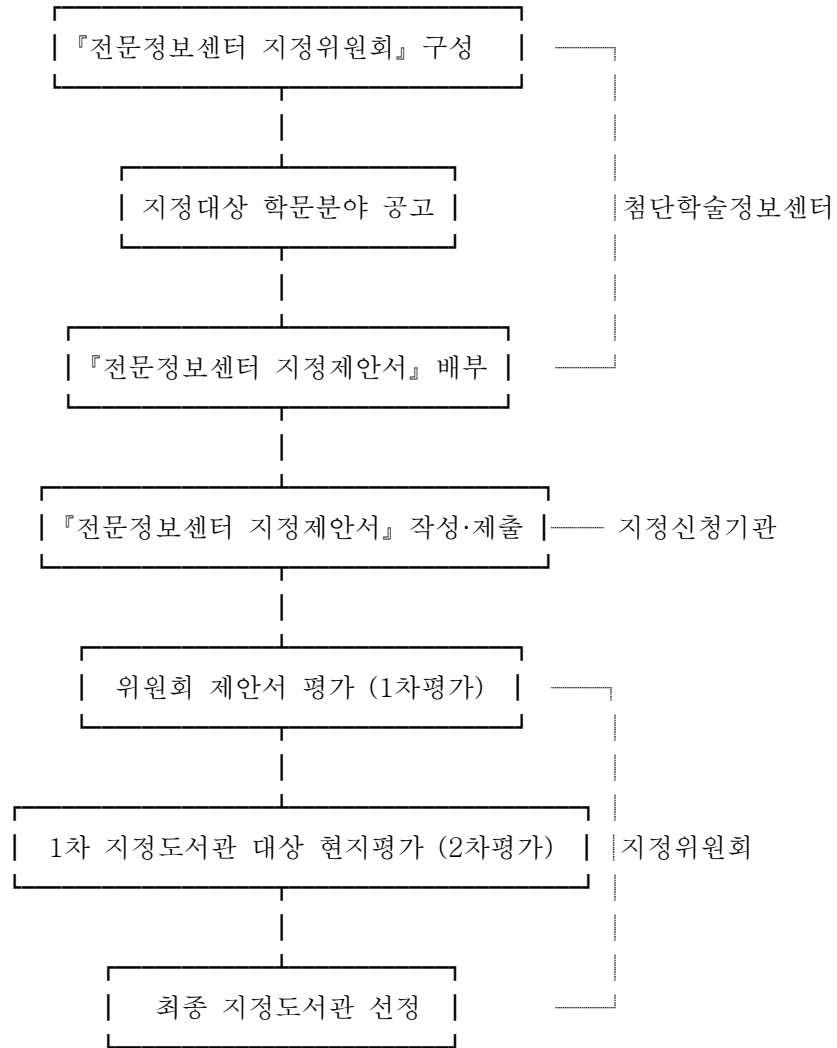 『전문정보센터 지정위원회』 구성
지정대상 학문분야 공고
첨단학술정보센터
『전문정보센터 지정제안서』 배부
『전문정보센터 지정제안서』 작성·제출
지정신청기관
위원회 제안서 평가 (1차평가)
1차 지정도서관 대상 현지평가 (2차평가)
지정위원회
최종 지정도서관 선정